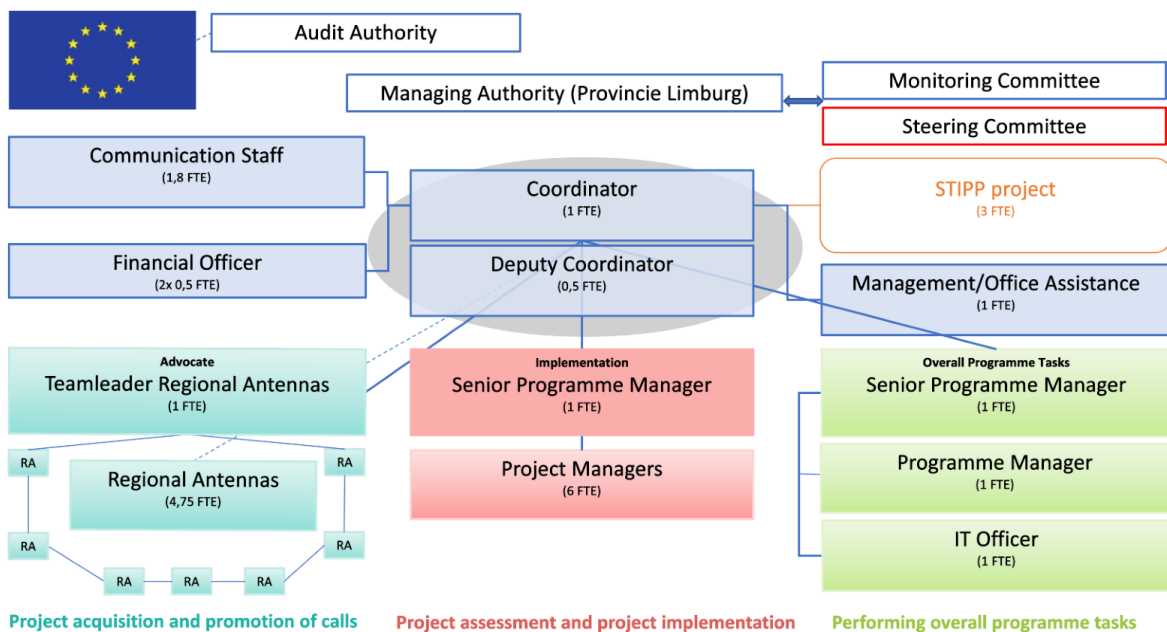 Audit Authority
Managing Authority (Provincie Limburg)
Monitoring Committee
Steering Committee
Communication Staff
(1,8 FTE)
Coordinator
(1 FTE)
STIPP project
(3 FTE)
Financial Officer
(2x 0,5 FTE)
Deputy Coordinator
(0,5 FTE)
Management/Office Assistance
(1 FTE)
Advocate
Teamleader Regional Antennas
(1 FTE)
Implementation
Senior Programme Manager
(1 FTE)
Overall Programme Tasks
Senior Programme Manager
(1 FTE)
RA
RA
Regional Antennas
(4,75 FTE)
Project Managers
(6 FTE)
Programme Manager
(1 FTE)
RA
RA
IT Officer
(1 FTE)
RA
RA
RA
Project acquisition and promotion of calls
Project assessment and project implementation
Performing overall programme tasks